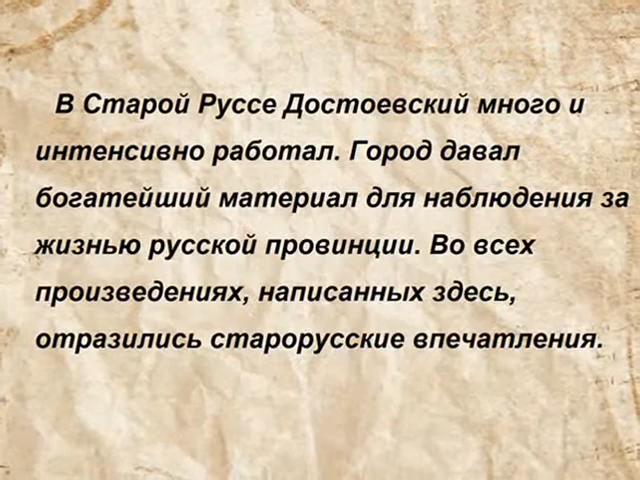 В Старой Руссе Достоевский много и
интенсивно работал. Город давал
богатейший материал для наблюдения за
жизнью русской провинции. Во всех
произведениях, написанных здесь,
отразились старорусские впечатления.